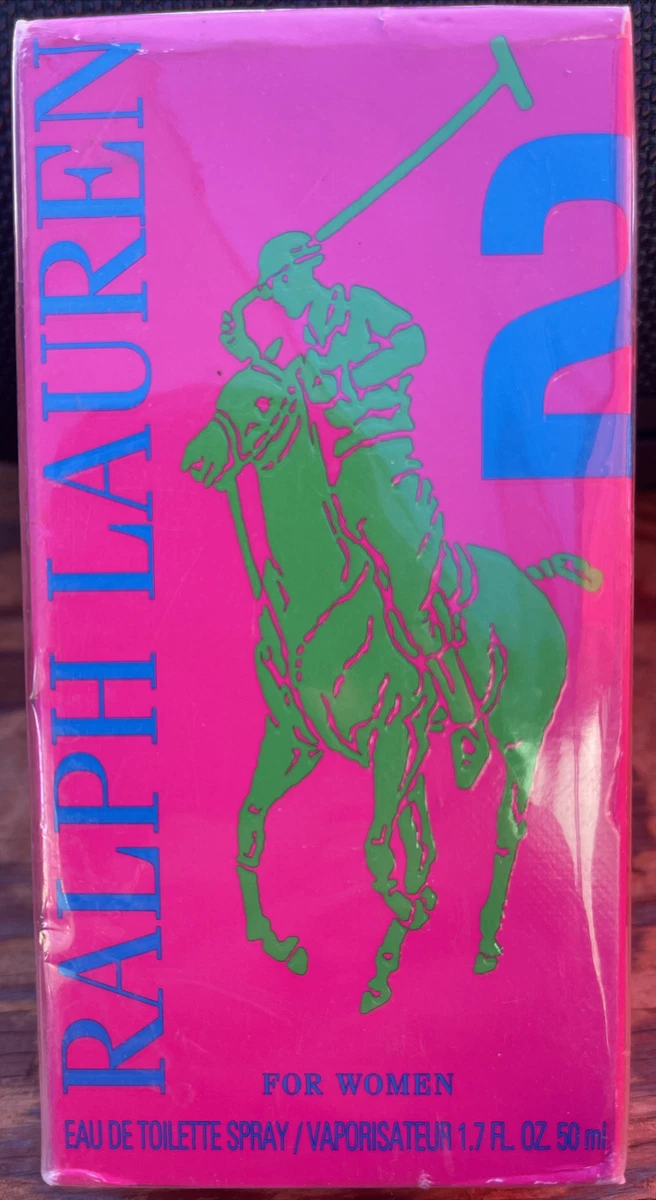 RALPH LAUREN
2
FOR WOMEN
EAU DE TOILETTE SPRAY / VAPORISATEUR 1.7 FL. OZ. 50 ml